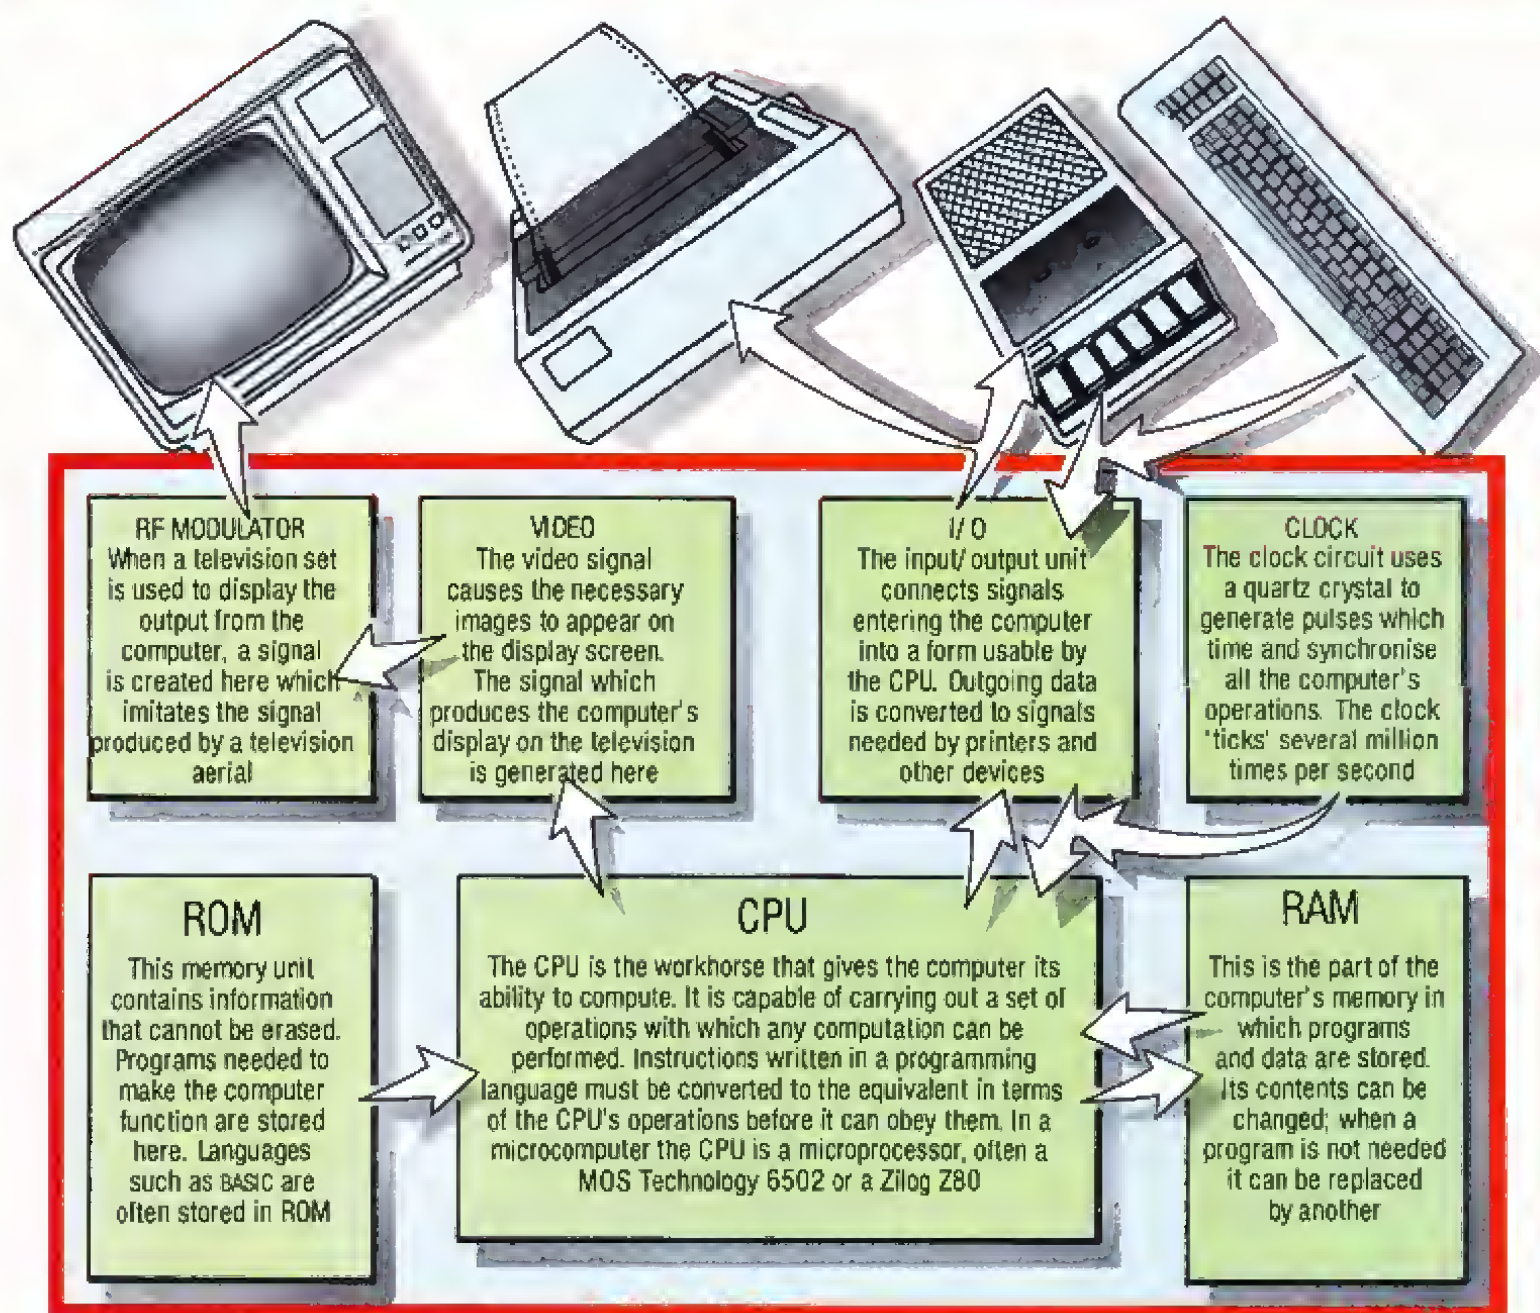 RF MODULATOR
When a television set
is used to display the
output from the
computer, a signal
is created here which
imitates the signal
produced by a television
aerial
VIDEO
The video signal
causes the necessary
images to appear on
the display screen.
The signal which
produces the computer's
display on the television
is generated here
I/O
The input/output unit
connects signals
entering the computer
into a form usable by
the CPU. Outgoing data
is converted to signals
needed by printers and
other devices
CLOCK
The clock circuit uses
a quartz crystal to
generate pulses which
time and synchronise
all the computer's
operations. The clock
'ticks' several million
times per second
ROM
This memory unit
contains information
that cannot be erased.
Programs needed to
make the computer
function are stored
here. Languages
such as BASIC are
often stored in ROM
CPU
The CPU is the workhorse that gives the computer its
ability to compute. It is capable of carrying out a set of
operations with which any computation can be
performed. Instructions written in a programming
language must be converted to the equivalent in terms
of the CPU's operations before it can obey them. In a
microcomputer the CPU is a microprocessor, often a
MOS Technology 6502 or a Zilog Z80
RAM
This is the part of the
computer's memory in
which programs
and data are stored.
Its contents can be
changed; when a
program is not needed
it can be replaced
by another